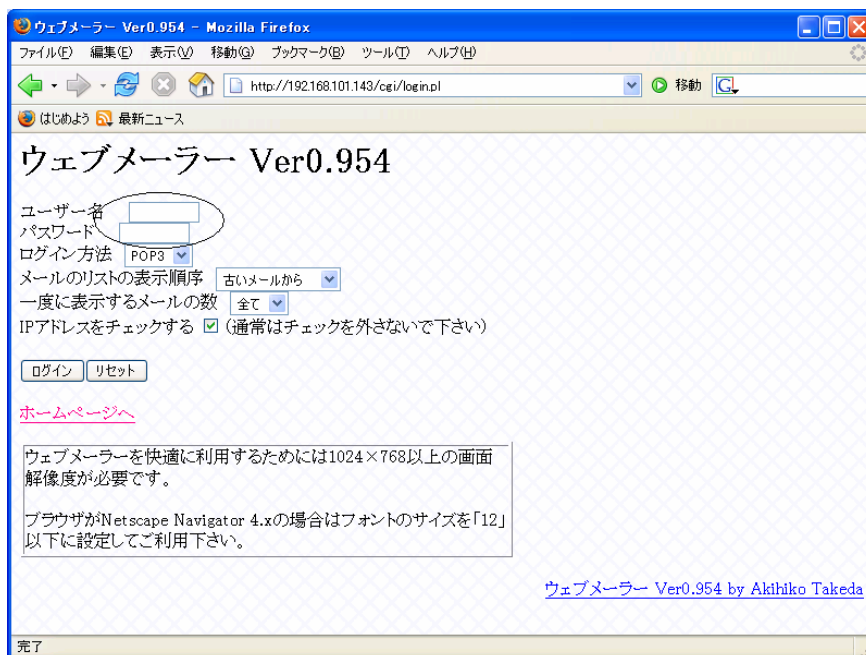 ウェブメーラー Ver0.954 - Mozilla Firefox
ファイル(F) 編集(E) 表示(V) 移動(G) ブックマーク(B) ツール(T) ヘルプ(H)
http://192.168.101.143/cgi/login.pl 移動 G
はじめよう 最新ニュース
ウェブメーラー Ver0.954
ユーザー名
パスワード
ログイン方法 POP3
メールのリストの表示順序 古いメールから
一度に表示するメールの数 全て
IPアドレスをチェックする (通常はチェックを外さないで下さい)
ログイン リセット
ホームページへ
ウェブメーラーを快適に利用するためには1024×768以上の画面
解像度が必要です。
ブラウザがNetscape Navigator 4.xの場合はフォントのサイズを「12」
以下に設定してご利用下さい。
ウェブメーラー Ver0.954 by Akihiko Takeda
完了